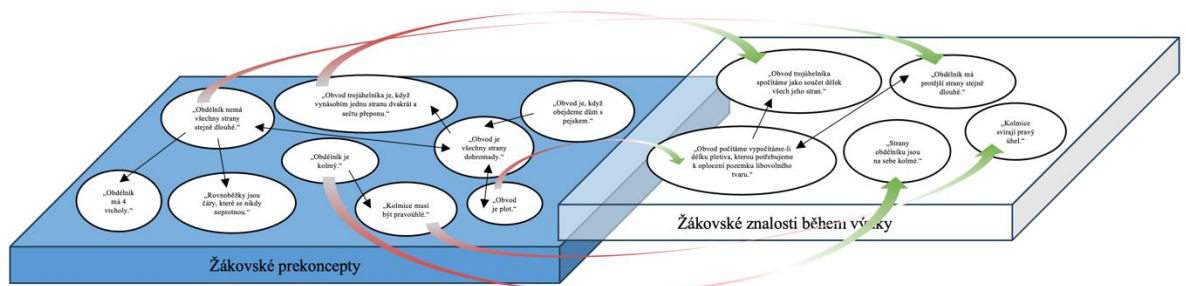 „Obdélník nemá
všechny strany
stejně dlouhé.“
„Obvod trojúhelníka je, když
vynásobím jednu stranu dvakrát a
sečtu přeponu.“
„Obvod je, když
obejdeme dům s
pejskem.“
„Obvod je
všechny strany
dohromady.“
„Obdélník je
kolmý.“
„Obdélník
má 4
vrcholy.“
„Rovnoběžky jsou
čáry, které se nikdy
neprotnou.“
„Kolmice musí
být pravoúhlé.“
„Obvod
je plot.“
Žákovské prekoncepty
„Obvod trojúhelníka
spočítáme jako součet délek
všech jeho stran.“
„Obdélník má
protější strany stejně
dlouhé.“
„Kolmice
svírají pravý
úhel.“
„Obvod počítáme vypočítáme-li
délku pletiva, kterou potřebujeme
k oplocení pozemku libovolného
tvaru.“
„Strany
obdélníku jsou
na sebe kolmé.“
Žákovské znalosti během výuky